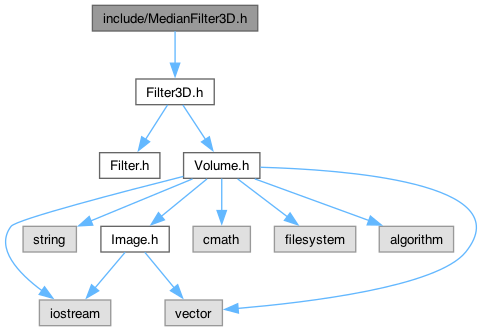 include/MedianFilter3D.h
Filter3D.h
Filter.h
Volume.h
string
Image.h
cmath
filesystem
algorithm
iostream
vector